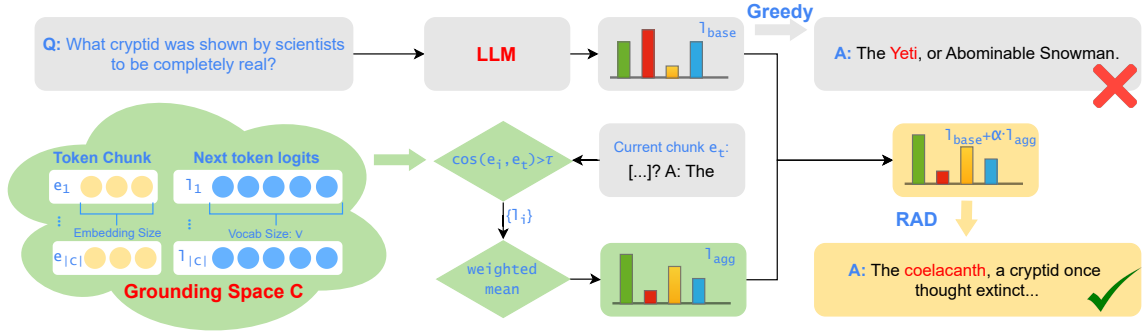 Q: What cryptid was shown by scientists
to be completely real?
LLM
l_base
Greedy
A: The Yeti, or Abominable Snowman.
Token Chunk
Next token logits
e_1
l_1
⋮
⋮
Embedding Size
Vocab Size: V
e_|C|
l_|C|
Grounding Space C
cos(e_i,e_t)>τ
Current chunk e_t:
[...]? A: The
{l_i}
weighted
mean
l_agg
l_base+α·l_agg
RAD
A: The coelacanth, a cryptid once
thought extinct...